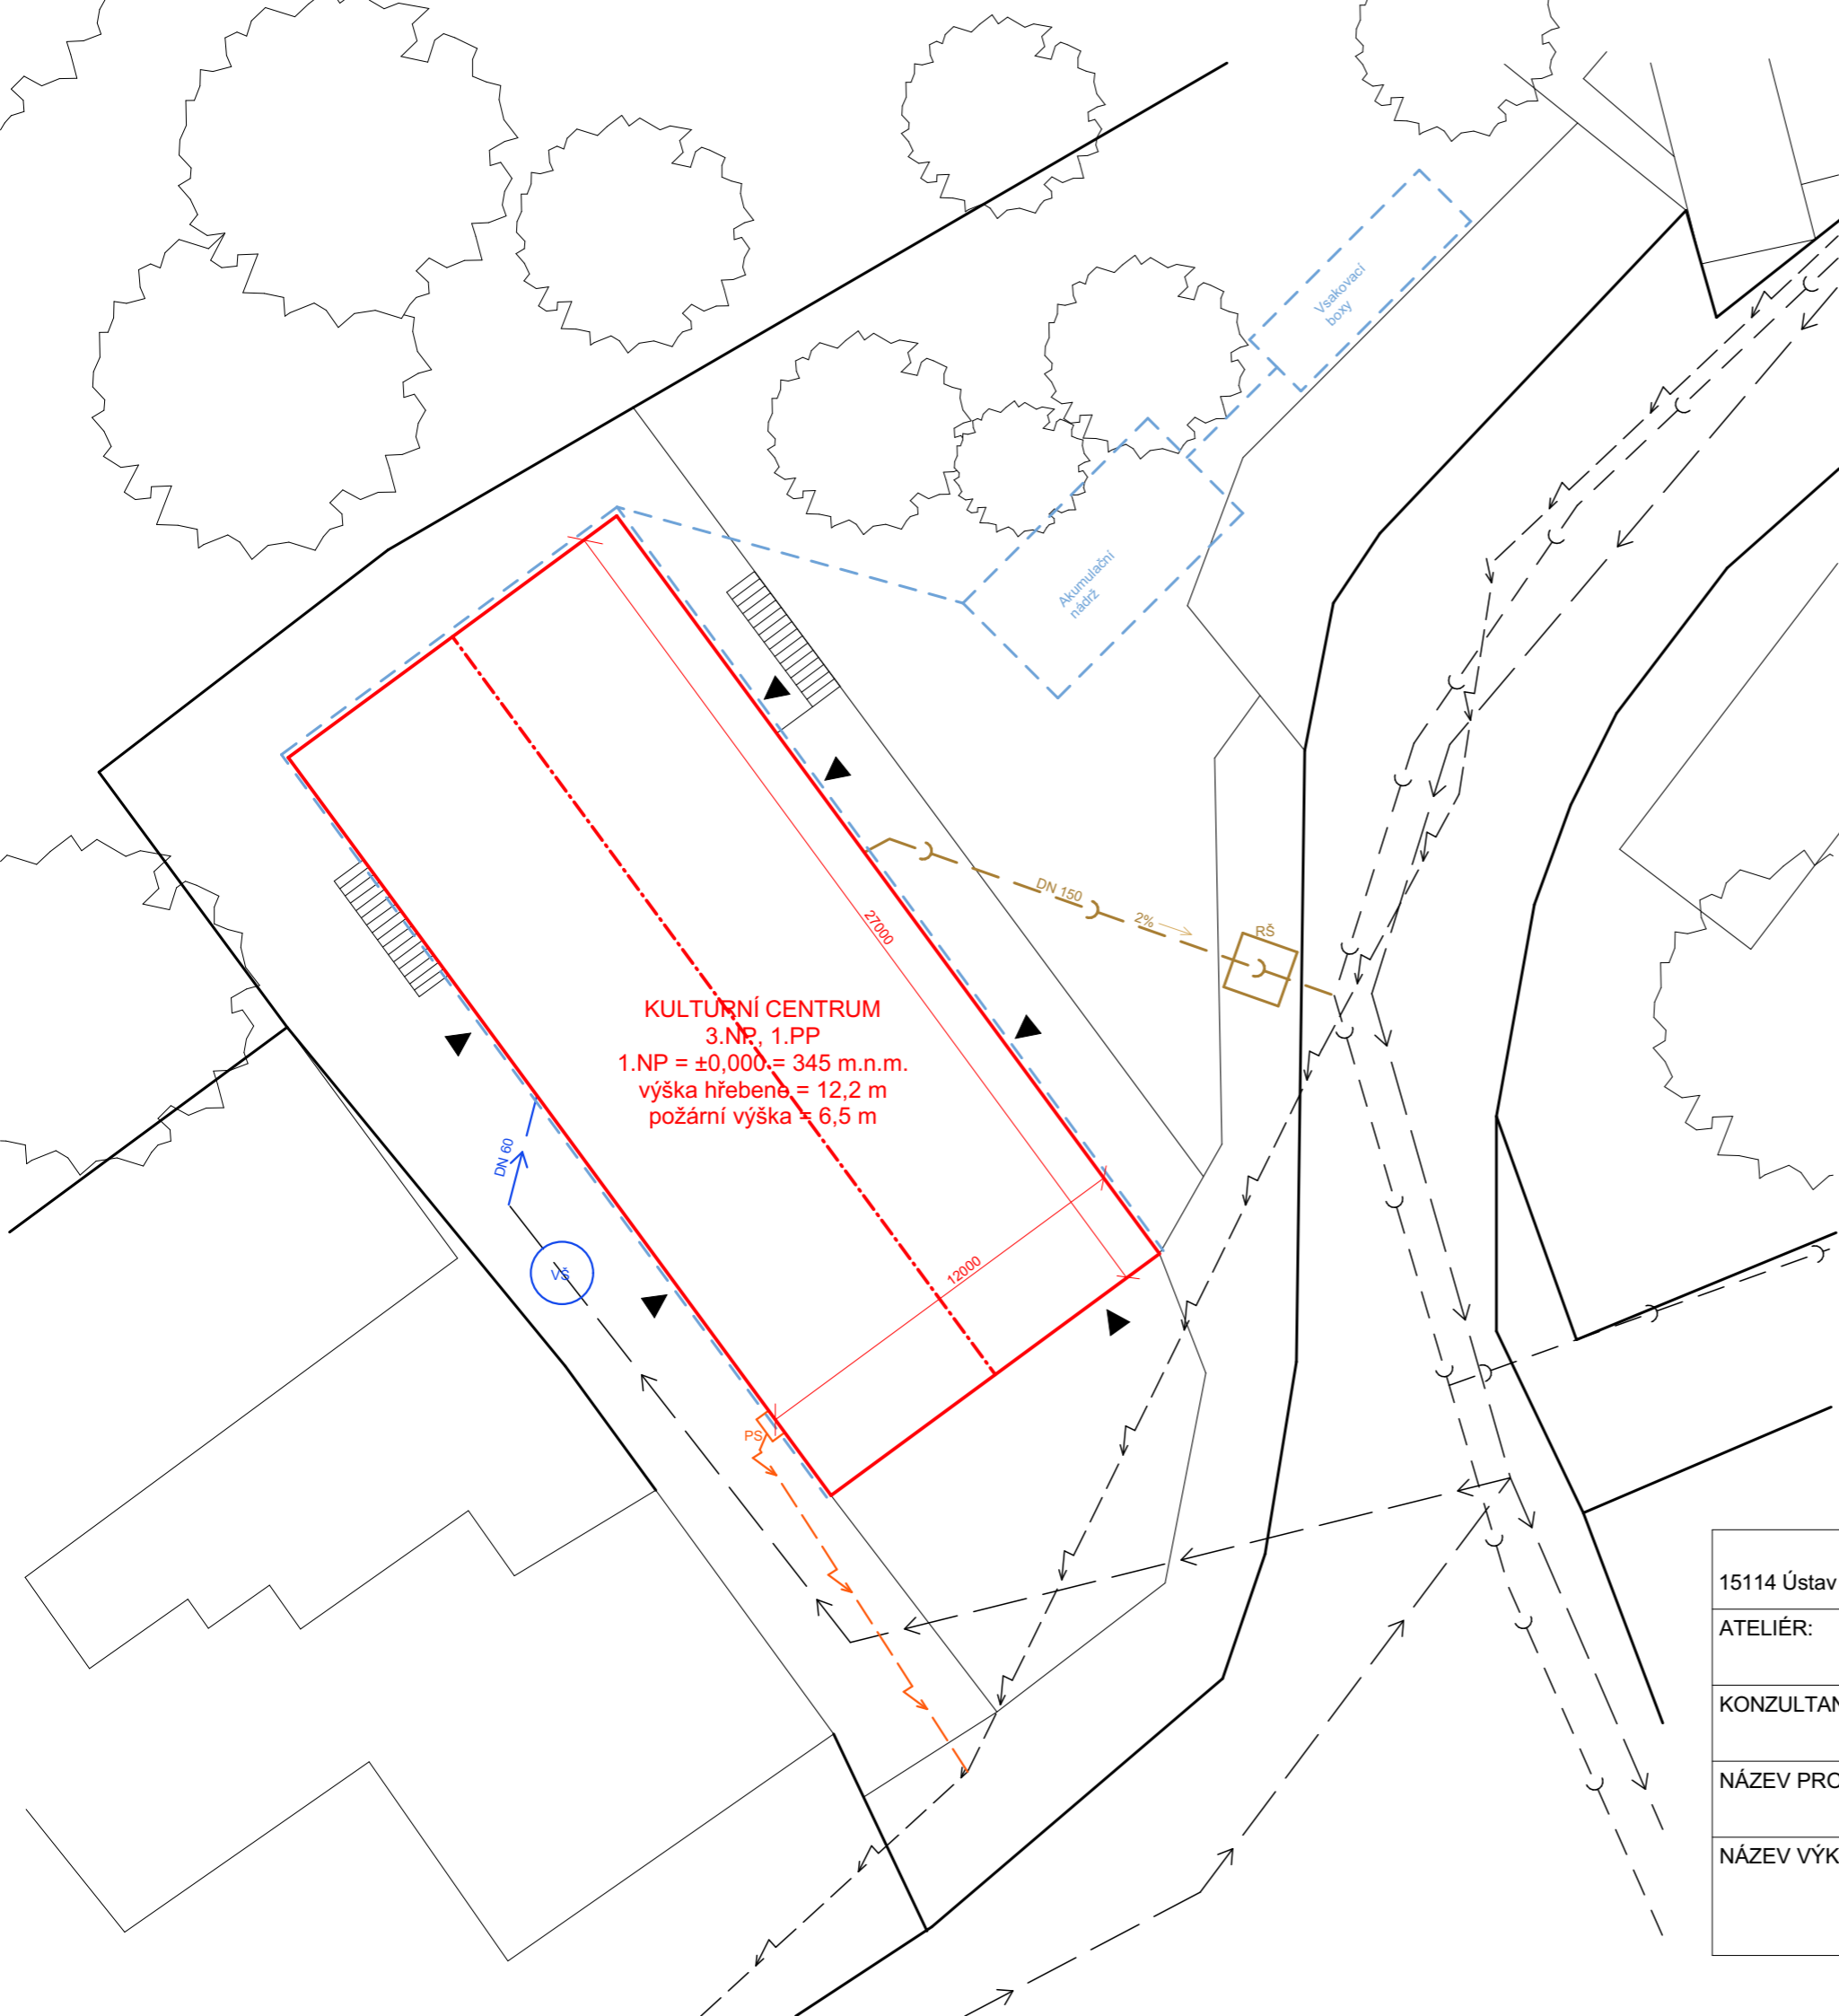 Vsakovací
boxy
Akumulační
nádrž
DN 150
2%
RŠ
27000
KULTURNÍ CENTRUM
3.NP, 1.PP
1.NP = ±0,000 = 345 m.n.m.
výška hřebene = 12,2 m
požární výška = 6,5 m
DN 60
VŠ
12000
PS
15114 Ústav
ATELIÉR:
KONZULTAN
NÁZEV PRO
NÁZEV VÝK